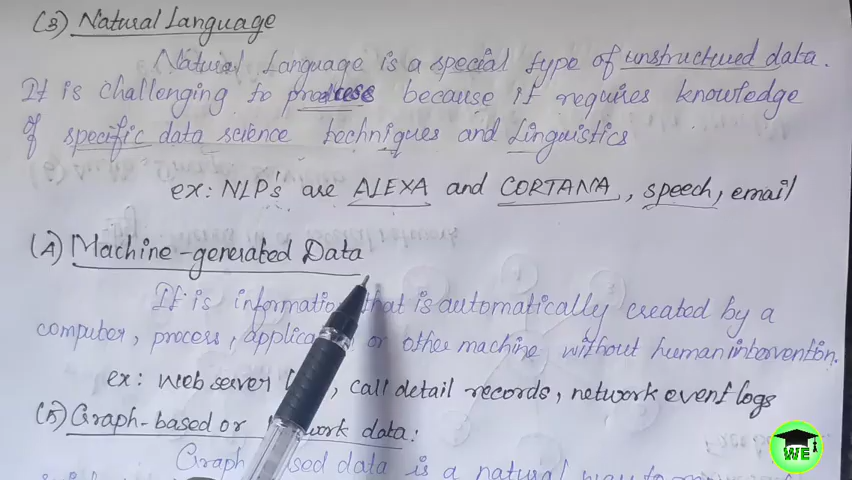 (3) Natural Language
Natural Language is a special type of unstructured data.
It is challenging to process because it requires knowledge
of specific data science techniques and Linguistics
ex: NLP's are ALEXA and CORTANA, speech, email
(4) Machine-generated Data
It is information that is automatically created by a
computer, process, or other machine without human intervention.
ex: web server , call detail records, network event logs
(5) Graph-based or data:
Graph data is a natural way to
WE